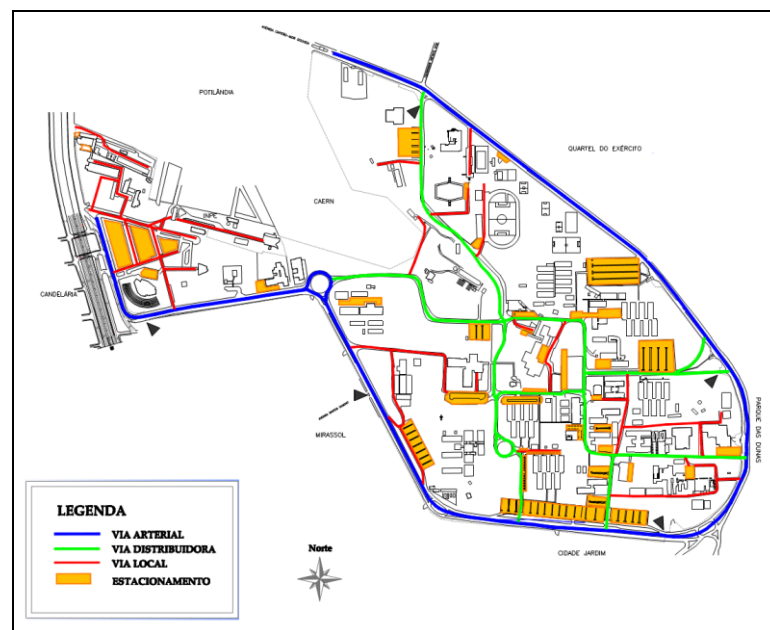 POTILÂNDIA
QUARTEL DO EXÉRCITO
CAERN
INPE
CANDELÁRIA
MIRASSOL
PARQUE DAS DUNAS
CIDADE JARDIM
LEGENDA
VIA ARTERIAL
VIA DISTRIBUIDORA
VIA LOCAL
ESTACIONAMENTO
Norte